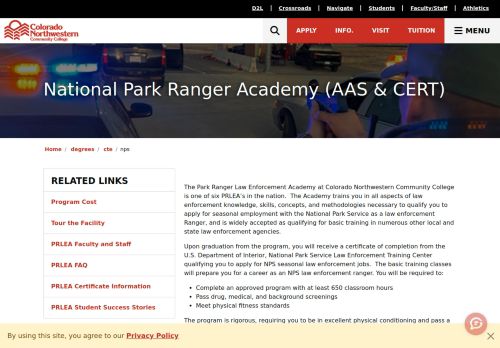 D2L | Crossroads | Navigate | Students | Faculty/Staff | Athletics
Colorado
Northwestern
Community College
APPLY INFO. VISIT TUITION MENU
National Park Ranger Academy (AAS & CERT)
Home / degrees / cte / nps
RELATED LINKS
Program Cost
Tour the Facility
PRLEA Faculty and Staff
PRLEA FAQ
PRLEA Certificate Information
PRLEA Student Success Stories
The Park Ranger Law Enforcement Academy at Colorado Northwestern Community College
is one of six PRLEA's in the nation. The Academy trains you in all aspects of law
enforcement knowledge, skills, concepts, and methodologies necessary to qualify you to
apply for seasonal employment with the National Park Service as a law enforcement
Ranger, and is widely accepted as qualifying for basic training in numerous other local and
state law enforcement agencies.
Upon graduation from the program, you will receive a certificate of completion from the
U.S. Department of Interior, National Park Service Law Enforcement Training Center
qualifying you to apply for NPS seasonal law enforcement jobs. The basic training classes
will prepare you for a career as an NPS law enforcement ranger. You will be required to:
• Complete an approved program with at least 650 classroom hours
• Pass drug, medical, and background screenings
• Meet physical fitness standards
The program is rigorous, requiring you to be in excellent physical conditioning and pass a
By using this site, you agree to our Privacy Policy